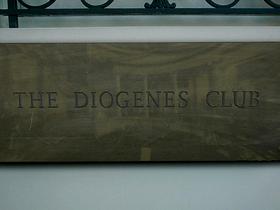 THE DIOGENES CLUB